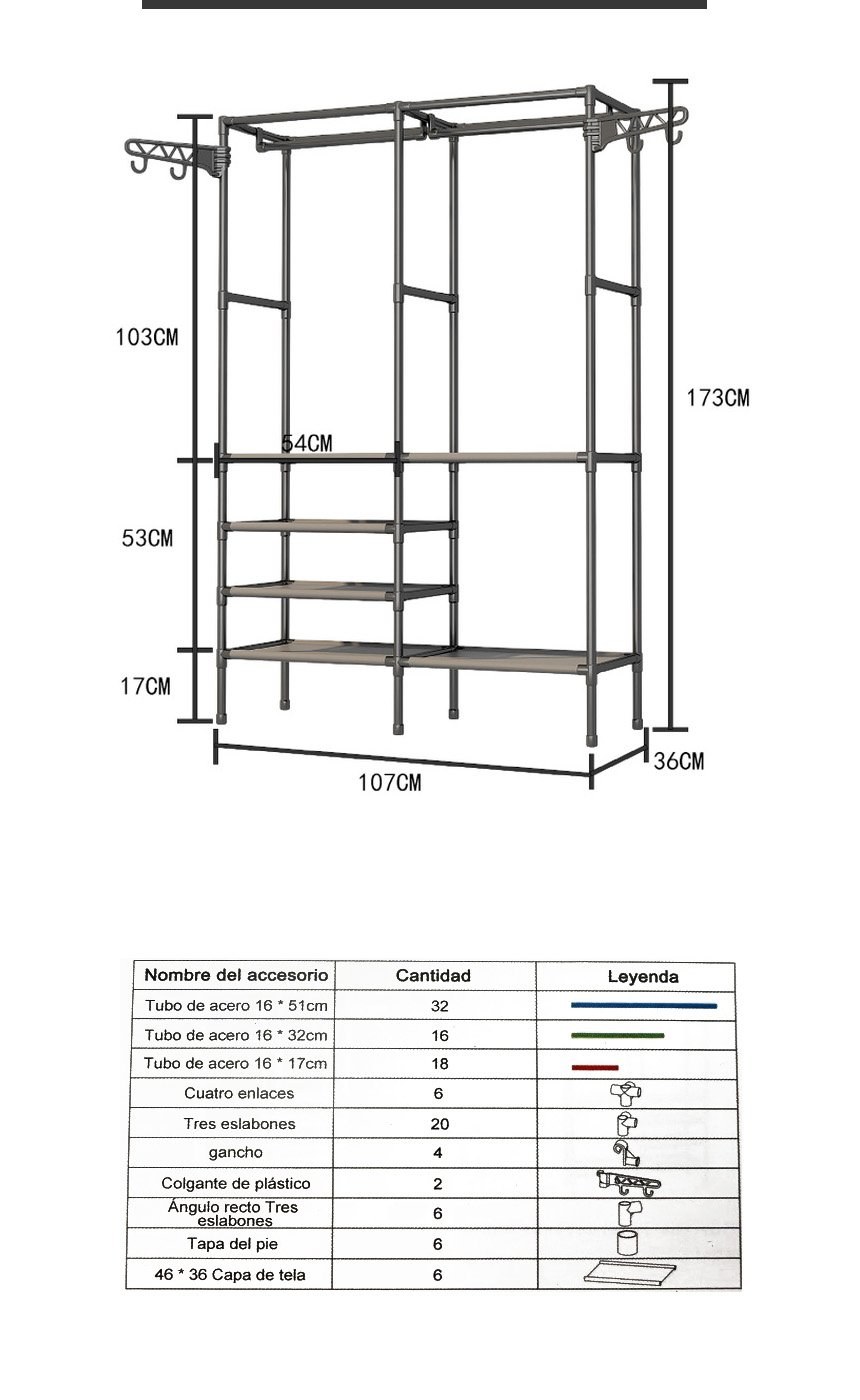 103CM
54CM
173CM
53CM
17CM
36CM
107CM
Nombre del accesorio Cantidad Leyenda
Tubo de acero 16 * 51cm 32
Tubo de acero 16 * 32cm 16
Tubo de acero 16 * 17cm 18
Cuatro enlaces 6
Tres eslabones 20
gancho 4
Colgante de plástico 2
Ángulo recto Tres
eslabones 6
Tapa del pie 6
46 * 36 Capa de tela 6